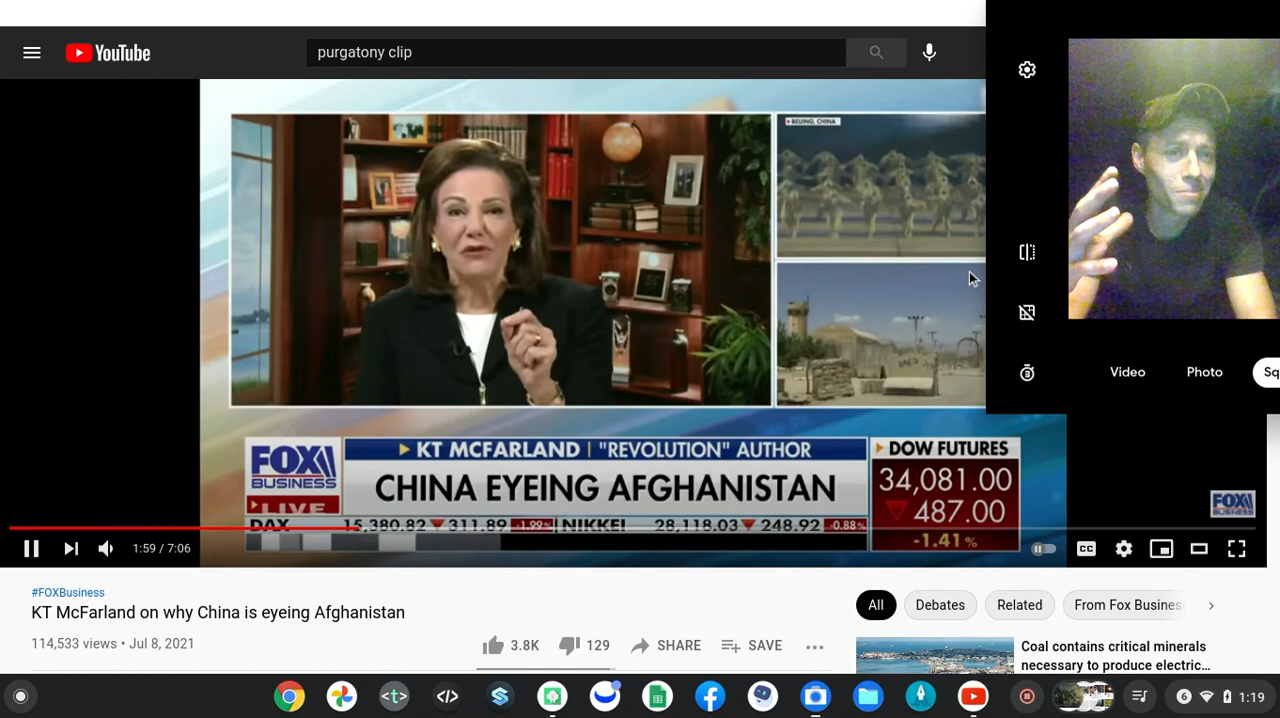 YouTube
purgatony clip
BEIJING, CHINA
Video
Photo
Sq
KT MCFARLAND | "REVOLUTION" AUTHOR
DOW FUTURES
FOX
BUSINESS
LIVE
CHINA EYEING AFGHANISTAN
34,081.00
487.00
-1.41%
DAX 15,380.82 311.89 -1.99% NIKKEI 28,118.03 248.92 -0.88%
FOX
BUSINESS
1:59 / 7:06
CC
#FOXBusiness
KT McFarland on why China is eyeing Afghanistan
114,533 views • Jul 8, 2021
3.8K
129
SHARE
SAVE
All
Debates
Related
From Fox Busines
Coal contains critical minerals
necessary to produce electric...
<t>
</>
6
1:19